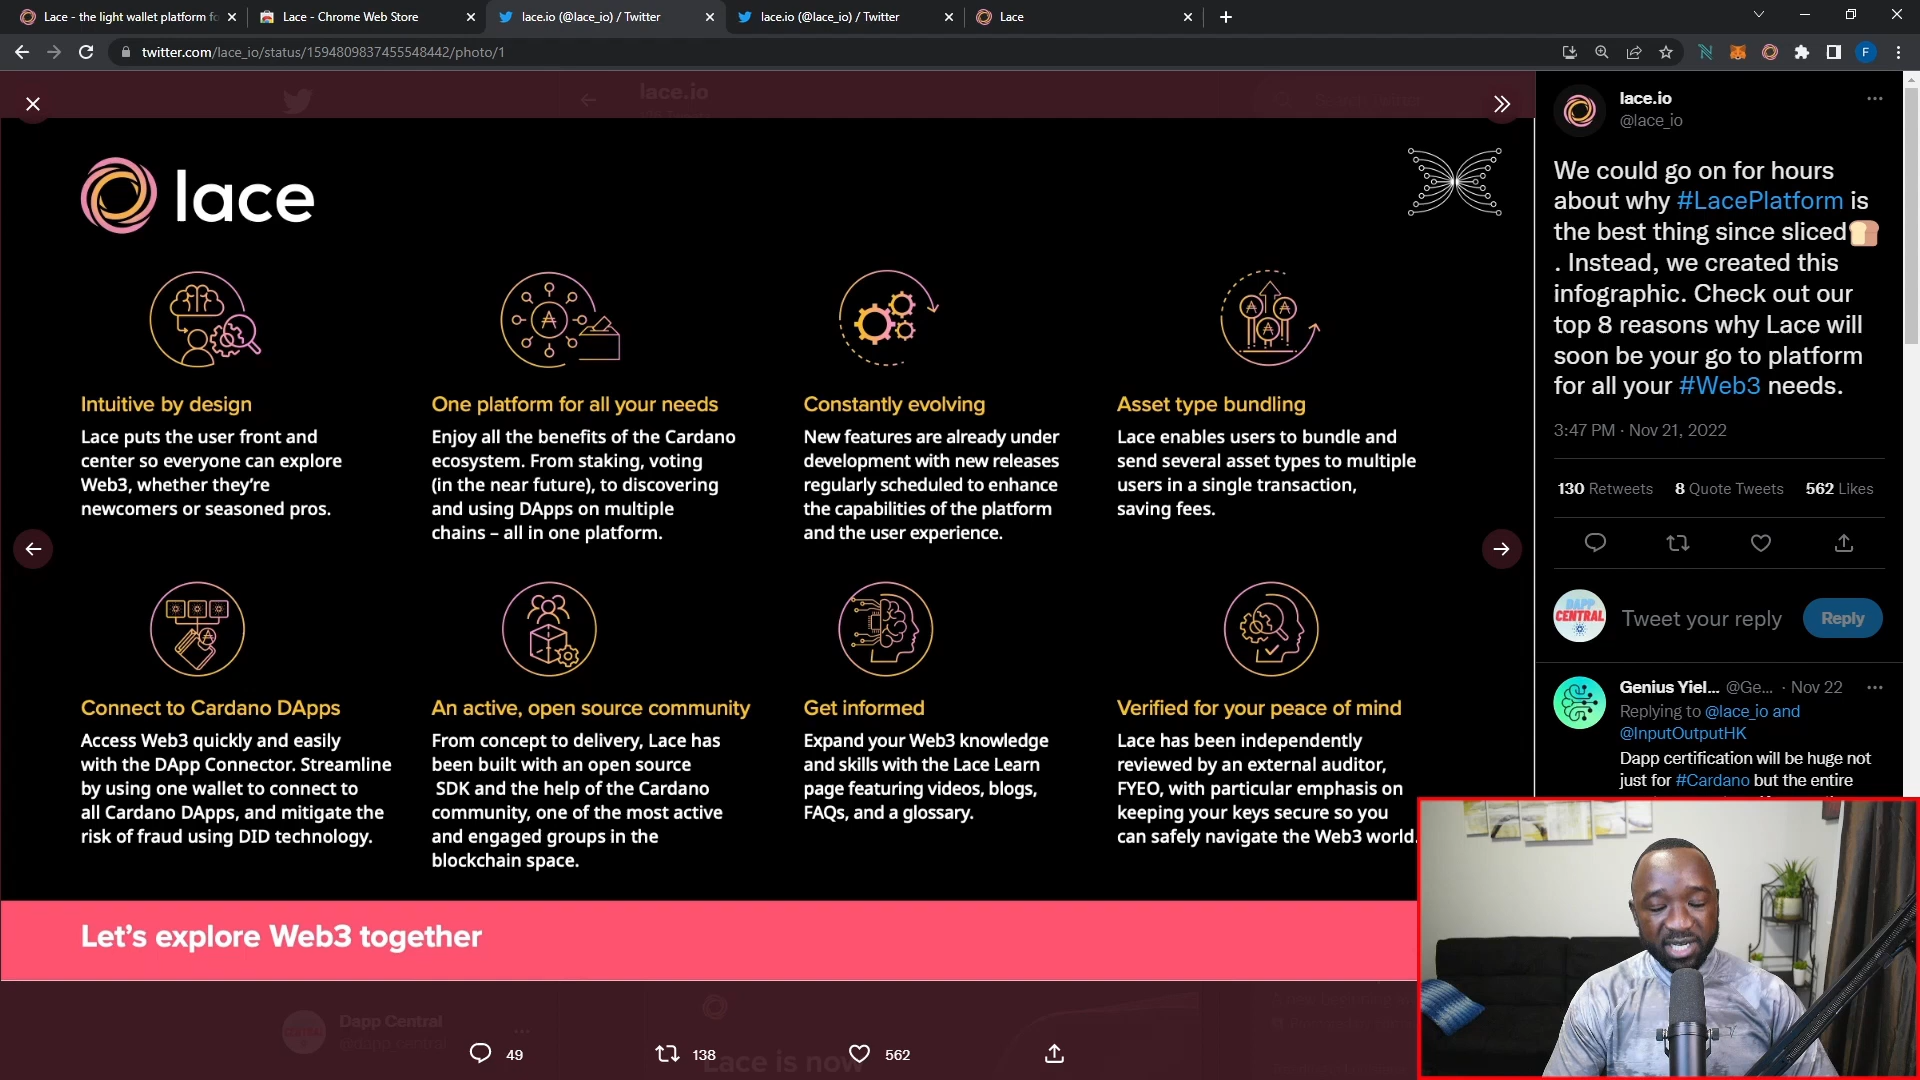 Lace - the light wallet platform fo
Lace - Chrome Web Store
lace.io (@lace_io) / Twitter
lace.io (@lace_io) / Twitter
Lace
twitter.com/lace_io/status/1594809837455548442/photo/1
F
lace.io
lace
Intuitive by design
Lace puts the user front and
center so everyone can explore
Web3, whether they're
newcomers or seasoned pros.
One platform for all your needs
Enjoy all the benefits of the Cardano
ecosystem. From staking, voting
(in the near future), to discovering
and using DApps on multiple
chains – all in one platform.
Constantly evolving
New features are already under
development with new releases
regularly scheduled to enhance
the capabilities of the platform
and the user experience.
Asset type bundling
Lace enables users to bundle and
send several asset types to multiple
users in a single transaction,
saving fees.
Connect to Cardano DApps
Access Web3 quickly and easily
with the DApp Connector. Streamline
by using one wallet to connect to
all Cardano DApps, and mitigate the
risk of fraud using DID technology.
An active, open source community
From concept to delivery, Lace has
been built with an open source
SDK and the help of the Cardano
community, one of the most active
and engaged groups in the
blockchain space.
Get informed
Expand your Web3 knowledge
and skills with the Lace Learn
page featuring videos, blogs,
FAQs, and a glossary.
Verified for your peace of mind
Lace has been independently
reviewed by an external auditor,
FYEO, with particular emphasis on
keeping your keys secure so you
can safely navigate the Web3 world.
Let's explore Web3 together
Dapp Central
@dapp_central
49
138
562
Lace is now
lace.io
@lace_io
We could go on for hours
about why #LacePlatform is
the best thing since sliced🍞
. Instead, we created this
infographic. Check out our
top 8 reasons why Lace will
soon be your go to platform
for all your #Web3 needs.
3:47 PM · Nov 21, 2022
130 Retweets 8 Quote Tweets 562 Likes
DAPP
CENTRAL
Tweet your reply
Reply
Genius Yiel... @Ge... · Nov 22
Replying to @lace_io and
@InputOutputHK
Dapp certification will be huge not
just for #Cardano but the entire